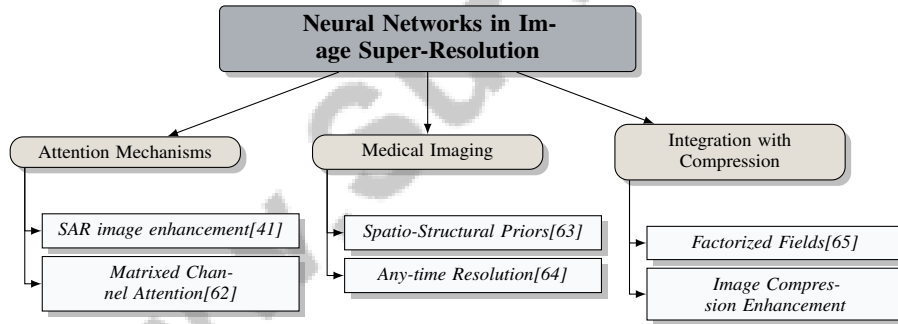 Neural Networks in Im-
age Super-Resolution
Attention Mechanisms
SAR image enhancement[41]
Matrixed Chan-
nel Attention[62]
Medical Imaging
Spatio-Structural Priors[63]
Any-time Resolution[64]
Integration with
Compression
Factorized Fields[65]
Image Compres-
sion Enhancement